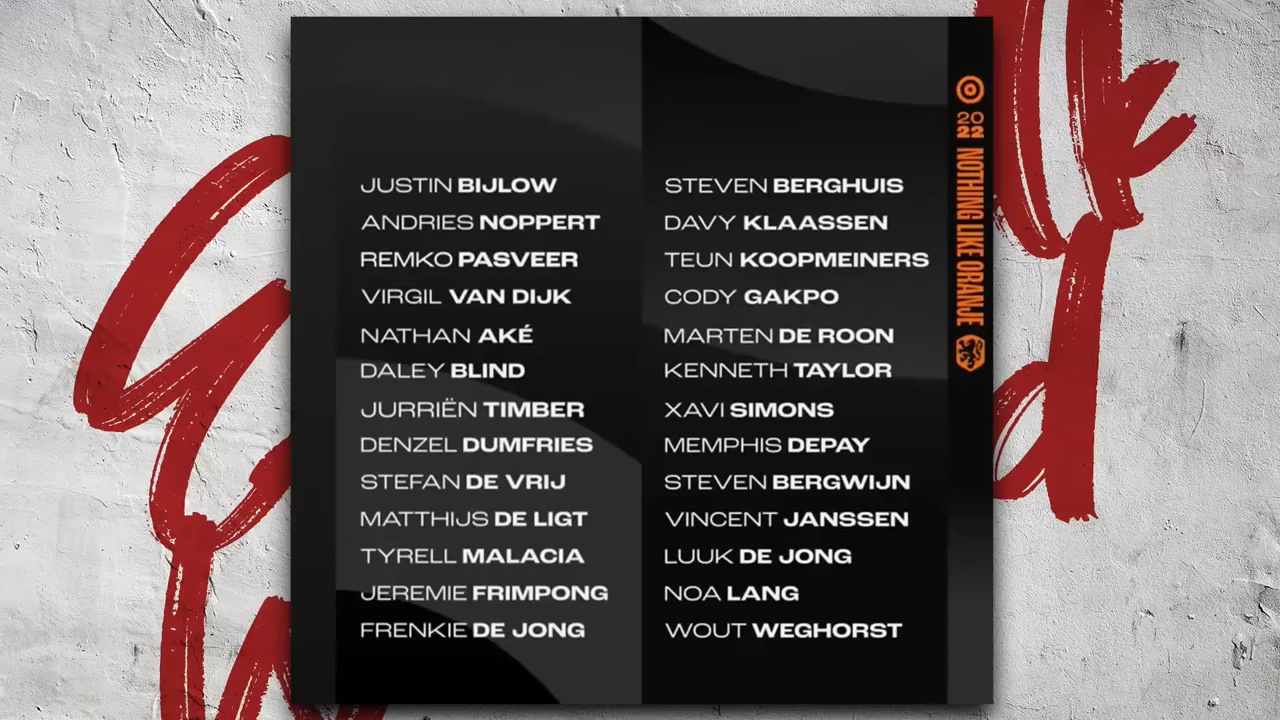 JUSTIN BIJLOW
ANDRIES NOPPERT
REMKO PASVEER
VIRGIL VAN DIJK
NATHAN AKÉ
DALEY BLIND
JURRIËN TIMBER
DENZEL DUMFRIES
STEFAN DE VRIJ
MATTHIJS DE LIGT
TYRELL MALACIA
JEREMIE FRIMPONG
FRENKIE DE JONG
STEVEN BERGHUIS
DAVY KLAASSEN
TEUN KOOPMEINERS
CODY GAKPO
MARTEN DE ROON
KENNETH TAYLOR
XAVI SIMONS
MEMPHIS DEPAY
STEVEN BERGWIJN
VINCENT JANSSEN
LUUK DE JONG
NOA LANG
WOUT WEGHORST
20
22
NOTHING LIKE ORANJE